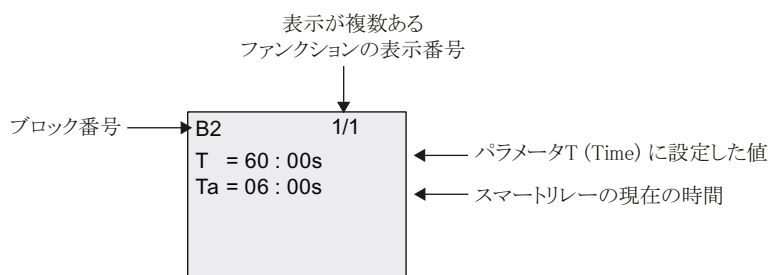 表示が複数ある
ファンクションの表示番号
ブロック番号
B2 1/1
T = 60 : 00s
パラメータT (Time) に設定した値
Ta = 06 : 00s
スマートリレーの現在の時間